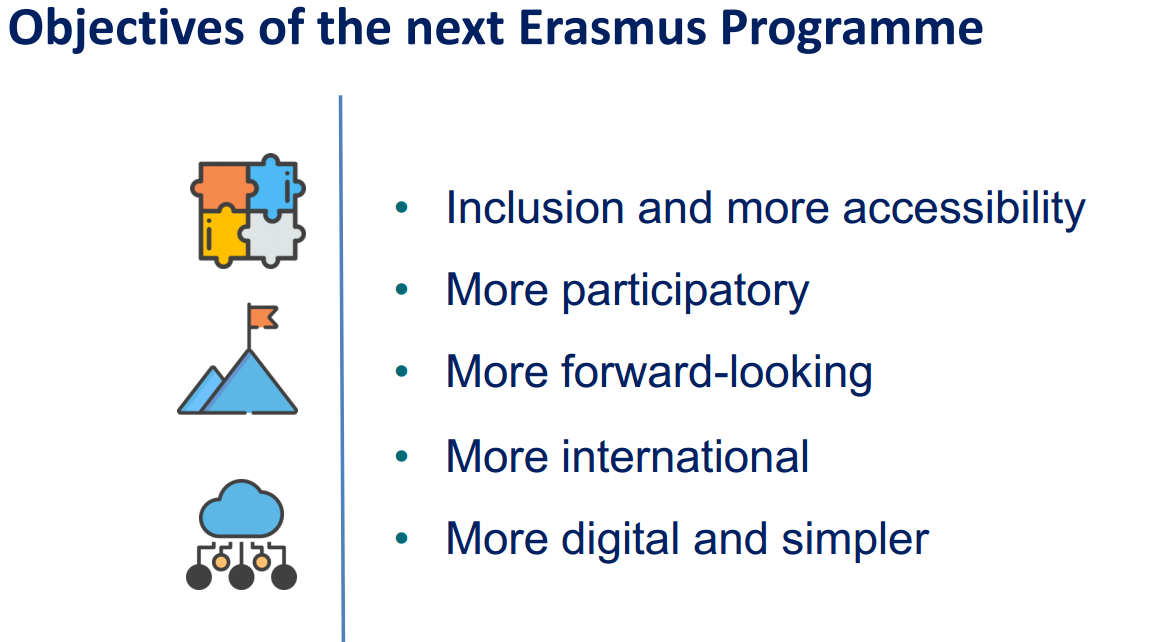 Objectives of the next Erasmus Programme
• Inclusion and more accessibility
• More participatory
• More forward-looking
• More international
• More digital and simpler